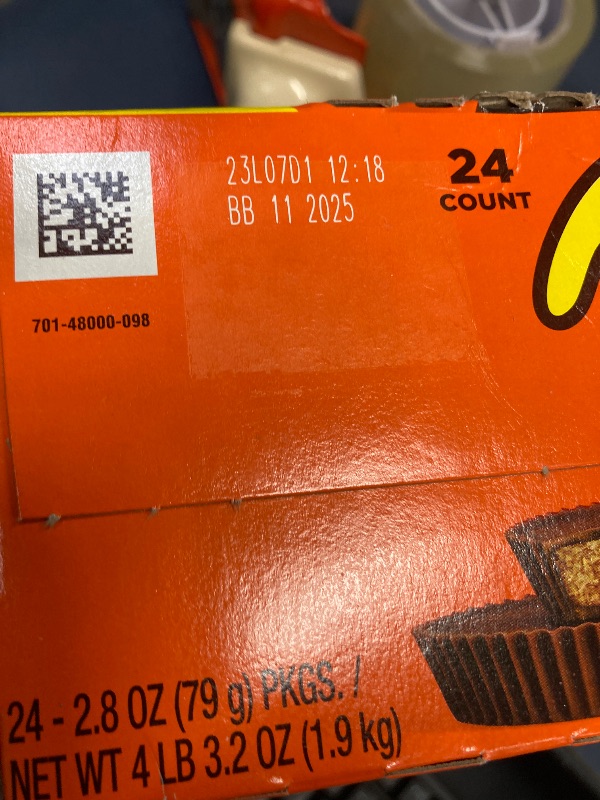 23L07D1 12:18
BB 11 2025
24
COUNT
701-48000-098
24 - 2.8 OZ (79 g) PKGS. /
NET WT 4 LB 3.2 OZ (1.9 kg)